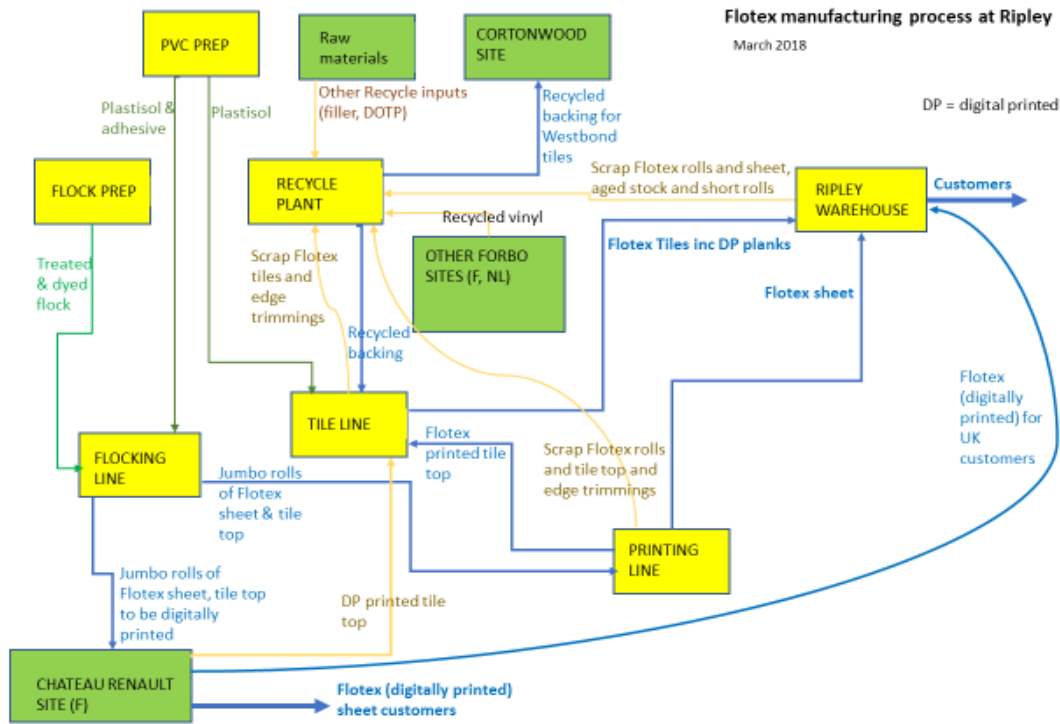 Flotex manufacturing process at Ripley
March 2018
DP = digital printed
PVC PREP
Raw
materials
CORTONWOOD
SITE
Plastisol &
adhesive
Plastisol
Other Recycle inputs
(filler, DOTP)
Recycled
backing for
Westbond
tiles
FLOCK PREP
RECYCLE
PLANT
Scrap Flotex rolls and sheet,
aged stock and short rolls
RIPLEY
WAREHOUSE
Customers
Recycled vinyl
OTHER FORBO
SITES (F, NL)
Flotex Tiles inc DP planks
Treated
& dyed
flock
Scrap Flotex
tiles and
edge
trimmings
Flotex sheet
Recycled
backing
Flotex
(digitally
printed) for
UK
customers
TILE LINE
FLOCKING
LINE
Flotex
printed tile
top
Scrap Flotex rolls
and tile top and
edge trimmings
Jumbo rolls
of Flotex
sheet & tile
top
PRINTING
LINE
Jumbo rolls of
Flotex sheet, tile top
to be digitally
printed
DP printed tile
top
CHATEAU RENAULT
SITE (F)
Flotex (digitally printed)
sheet customers